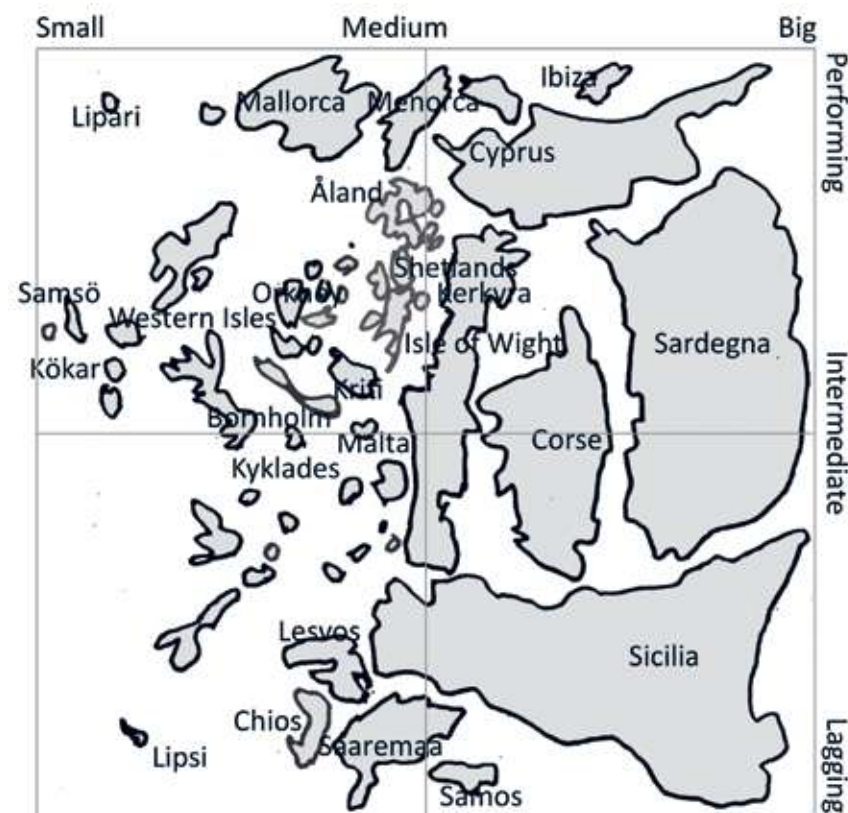 Small Medium Big
Performing
Ibiza
Mallorca Menorca
Lipari
Cyprus
Åland
Shetlands
Samsö Orkney Kerkyra
Western Isles
Isle of Wight Sardegna
Kökar
Intermediate
Kriti
Bornholm
Malta Corse
Kyklades
Lesvos
Sicilia
Chios
Lagging
Saaremaa
Lipsi
Samos